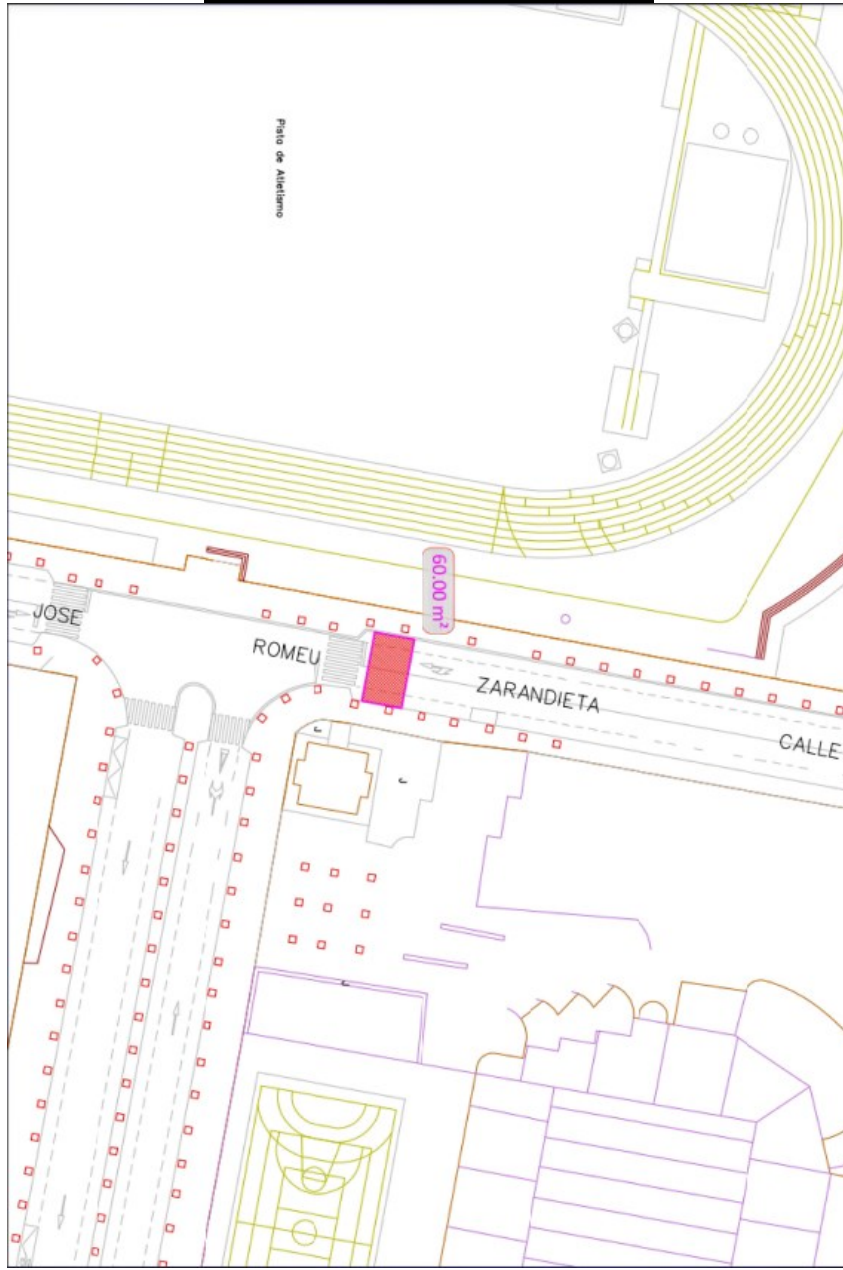 Pista de Atletismo
60.00 m²
JOSE
ROMEU
ZARANDIETA
CALLE